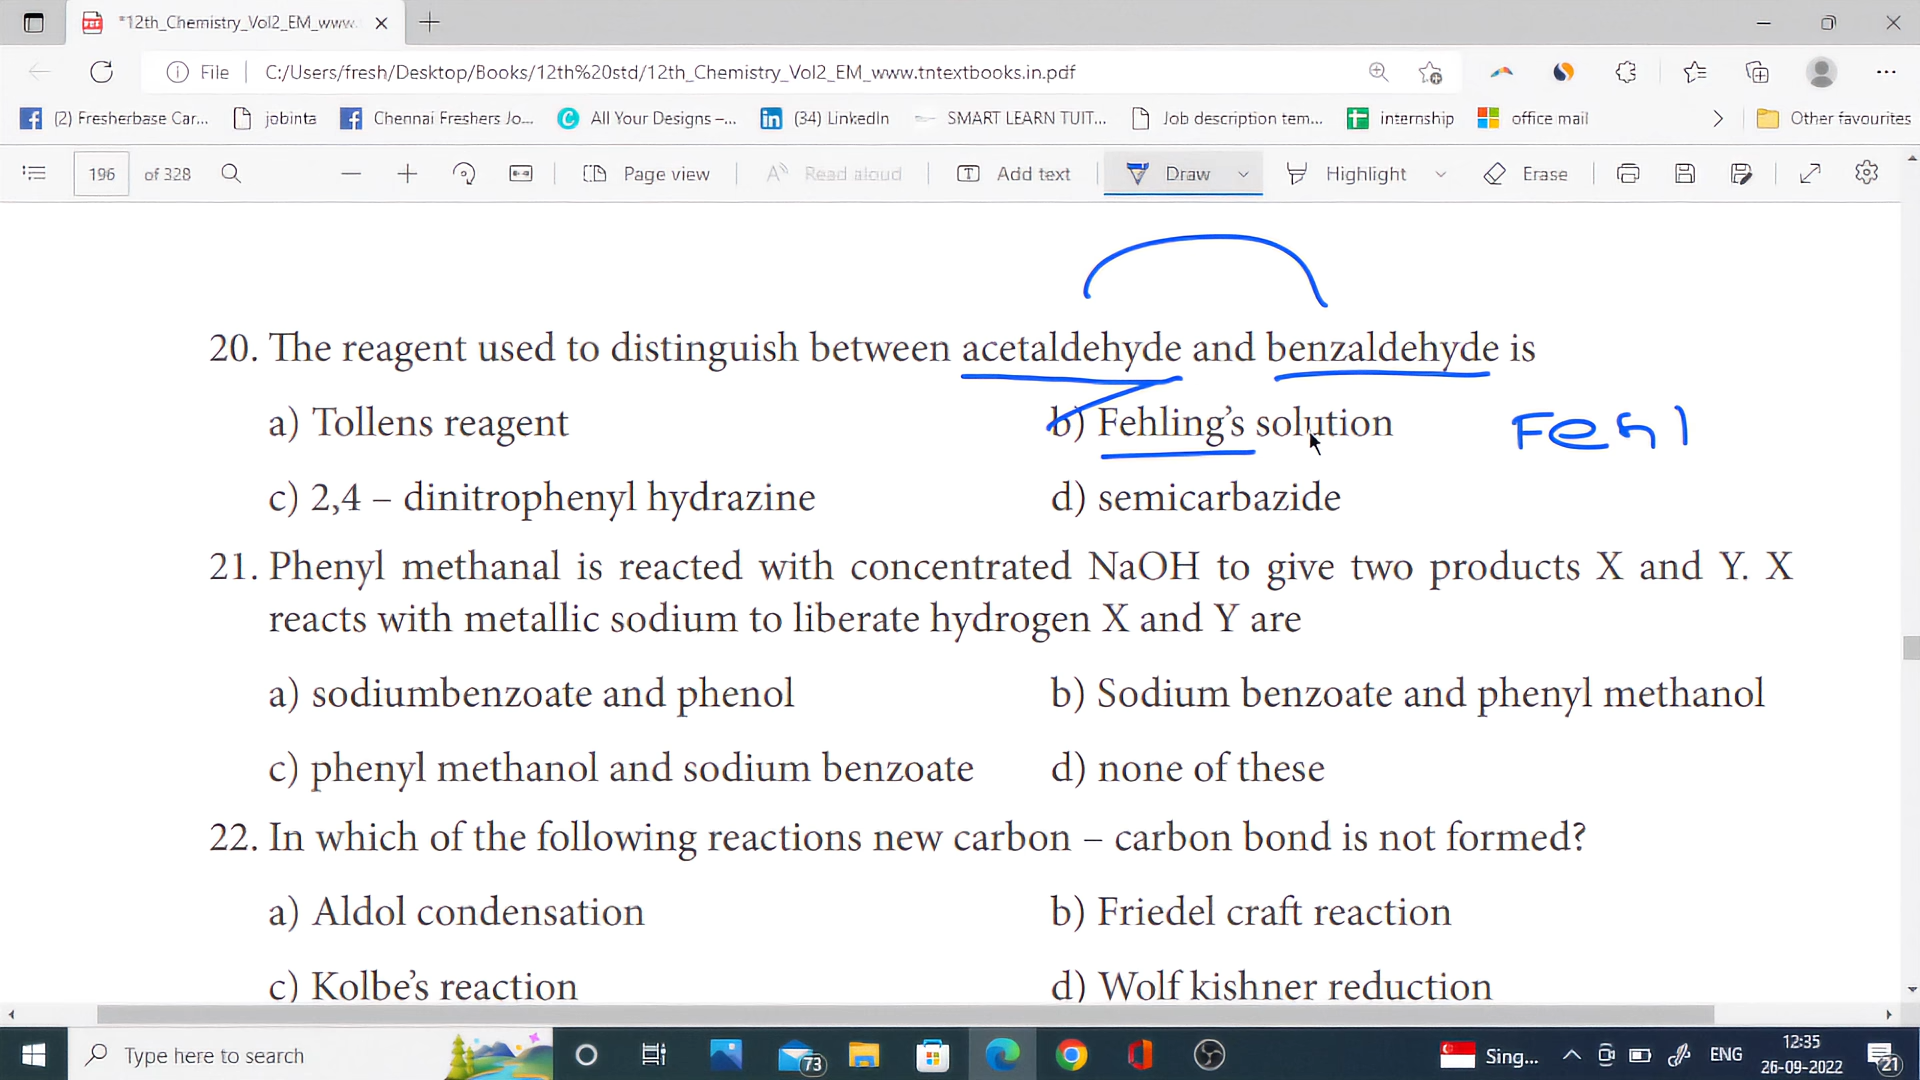 *12th_Chemistry_Vol2_EM_www.
File C:/Users/fresh/Desktop/Books/12th%20std/12th_Chemistry_Vol2_EM_www.tntextbooks.in.pdf
(2) Fresherbase Car... jobinta Chennai Freshers Jo... All Your Designs –... (34) LinkedIn SMART LEARN TUIT... Job description tem... internship office mail Other favourites
196 of 328 Page view Read aloud Add text Draw Highlight Erase
20. The reagent used to distinguish between acetaldehyde and benzaldehyde is
a) Tollens reagent b) Fehling's solution Fehl
c) 2,4 – dinitrophenyl hydrazine d) semicarbazide
21. Phenyl methanal is reacted with concentrated NaOH to give two products X and Y. X
reacts with metallic sodium to liberate hydrogen X and Y are
a) sodiumbenzoate and phenol b) Sodium benzoate and phenyl methanol
c) phenyl methanol and sodium benzoate d) none of these
22. In which of the following reactions new carbon – carbon bond is not formed?
a) Aldol condensation b) Friedel craft reaction
c) Kolbe's reaction d) Wolf kishner reduction
Type here to search 73 Sing... ENG 12:35
26-09-2022 21